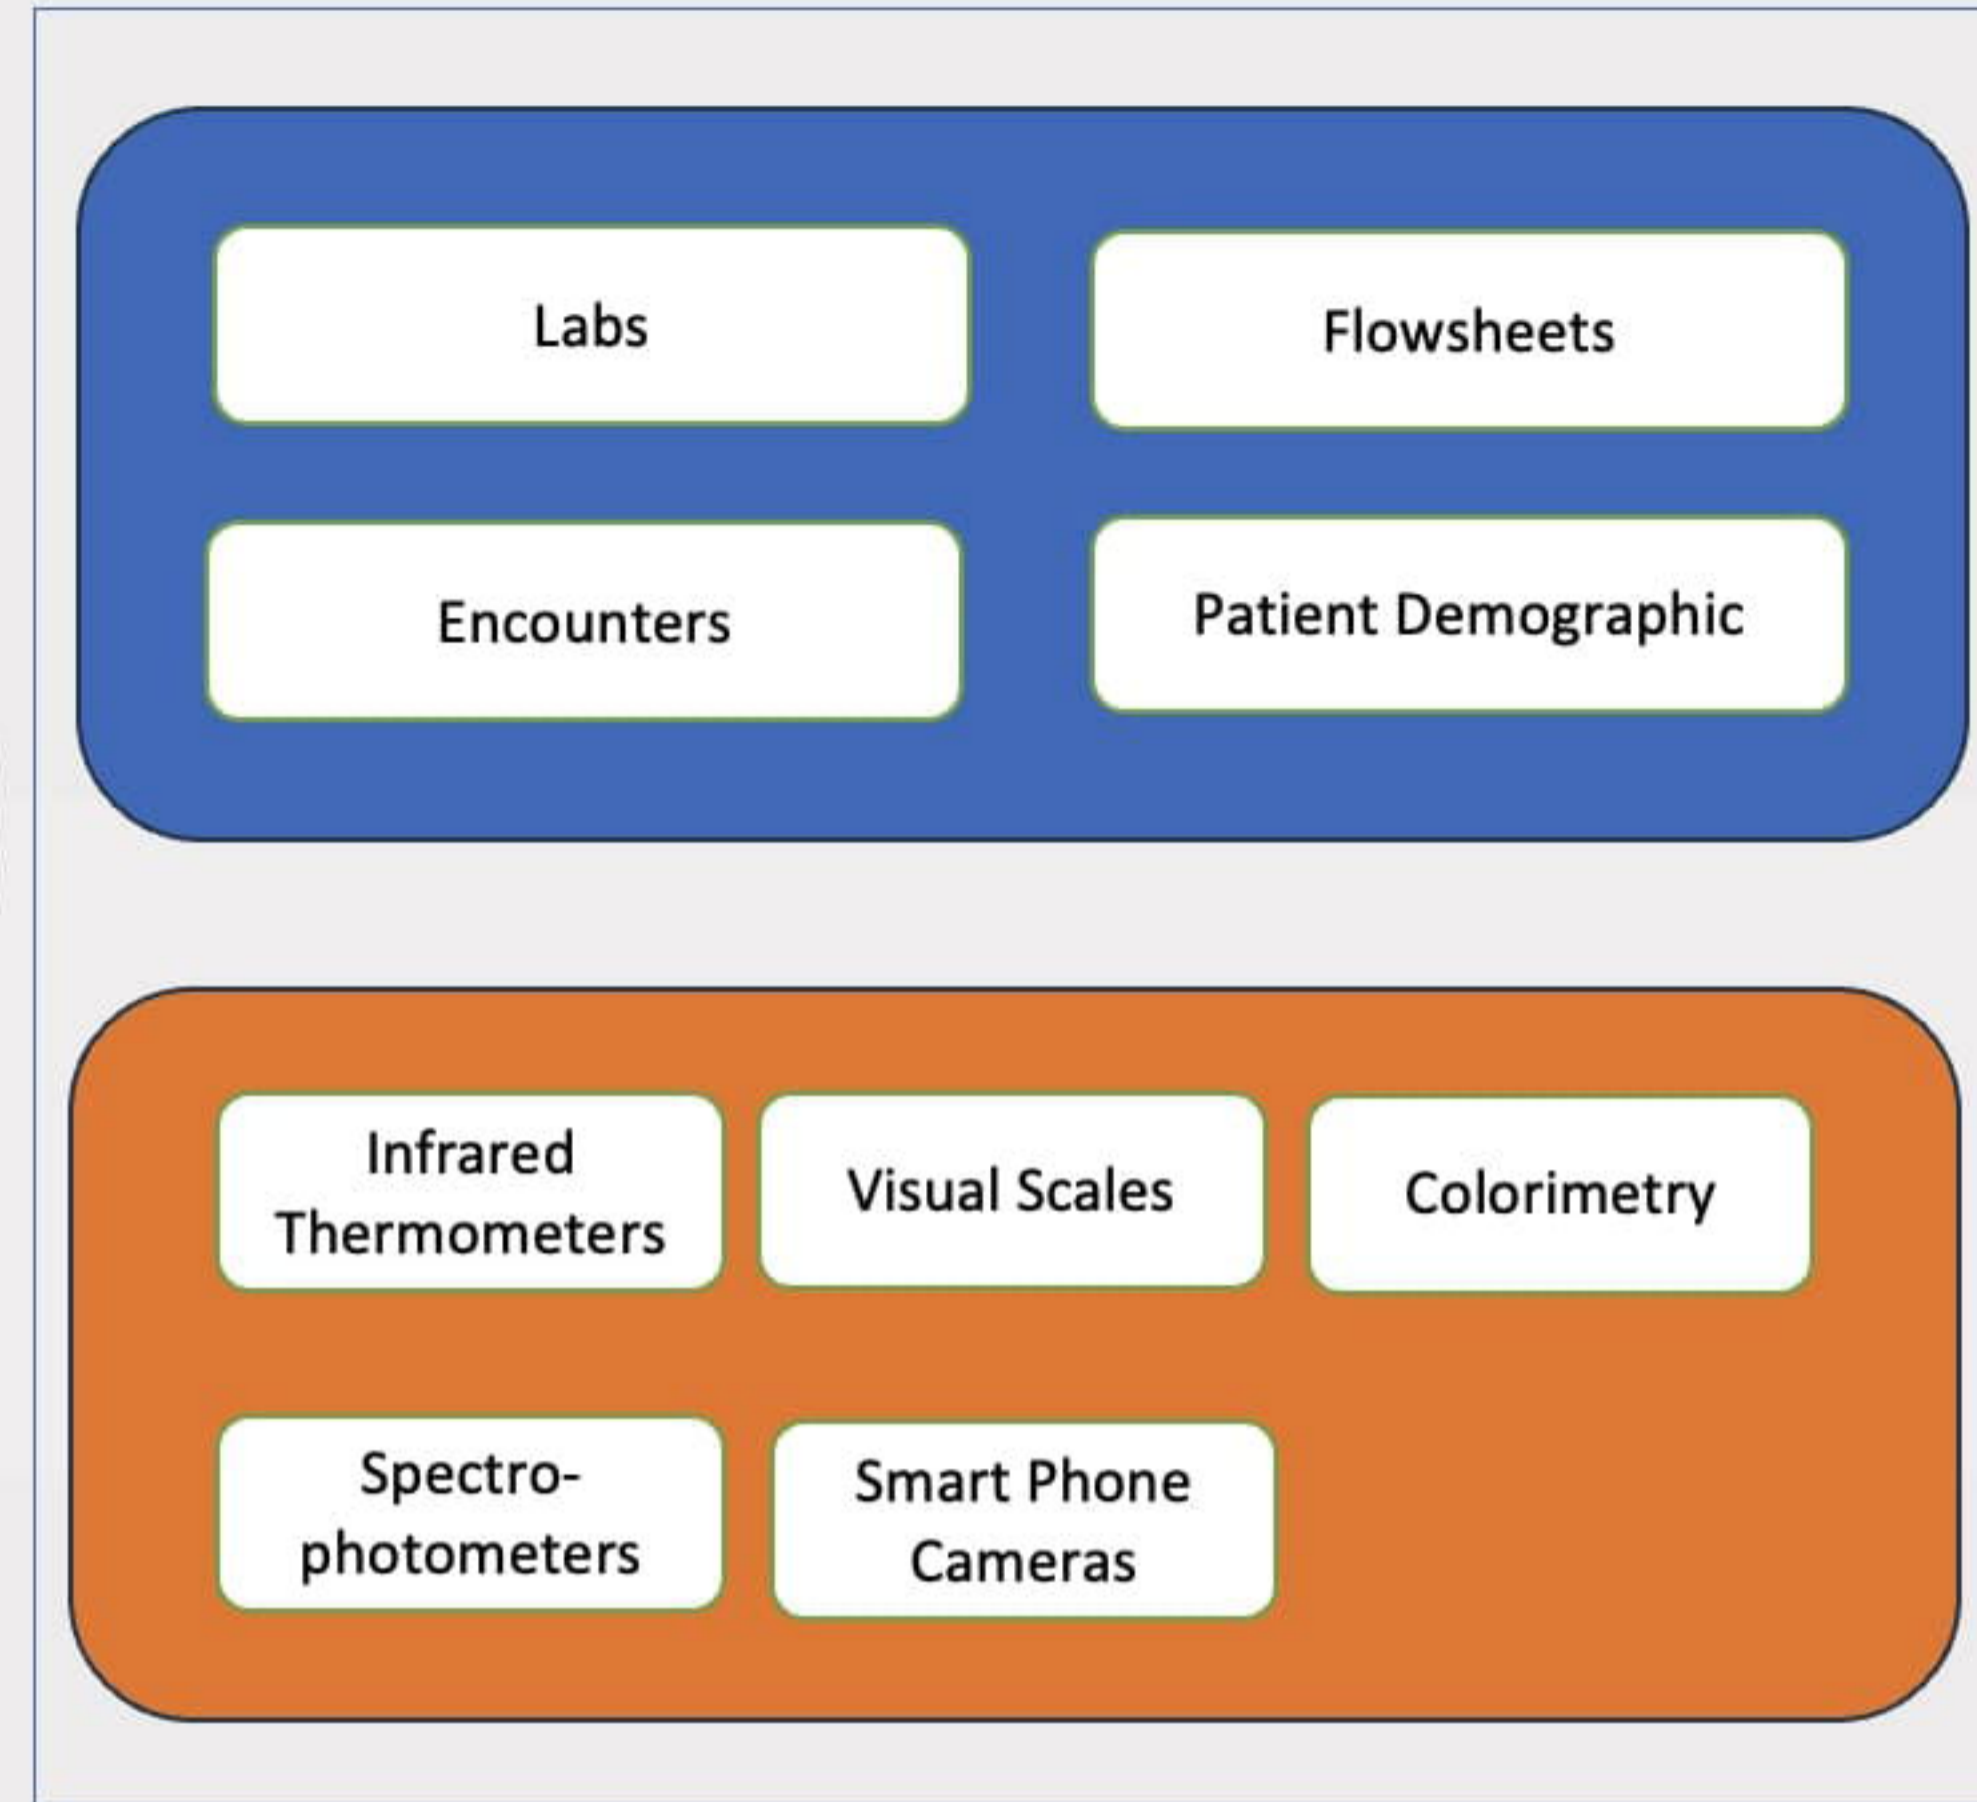 Labs
Flowsheets
Encounters
Patient Demographic
Infrared
Thermometers
Visual Scales
Colorimetry
Spectro-
photometers
Smart Phone
Cameras